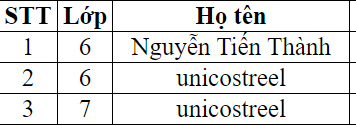 STT Lớp Họ tên
1 6 Nguyễn Tiến Thành
2 6 unicostreel
3 7 unicostreel